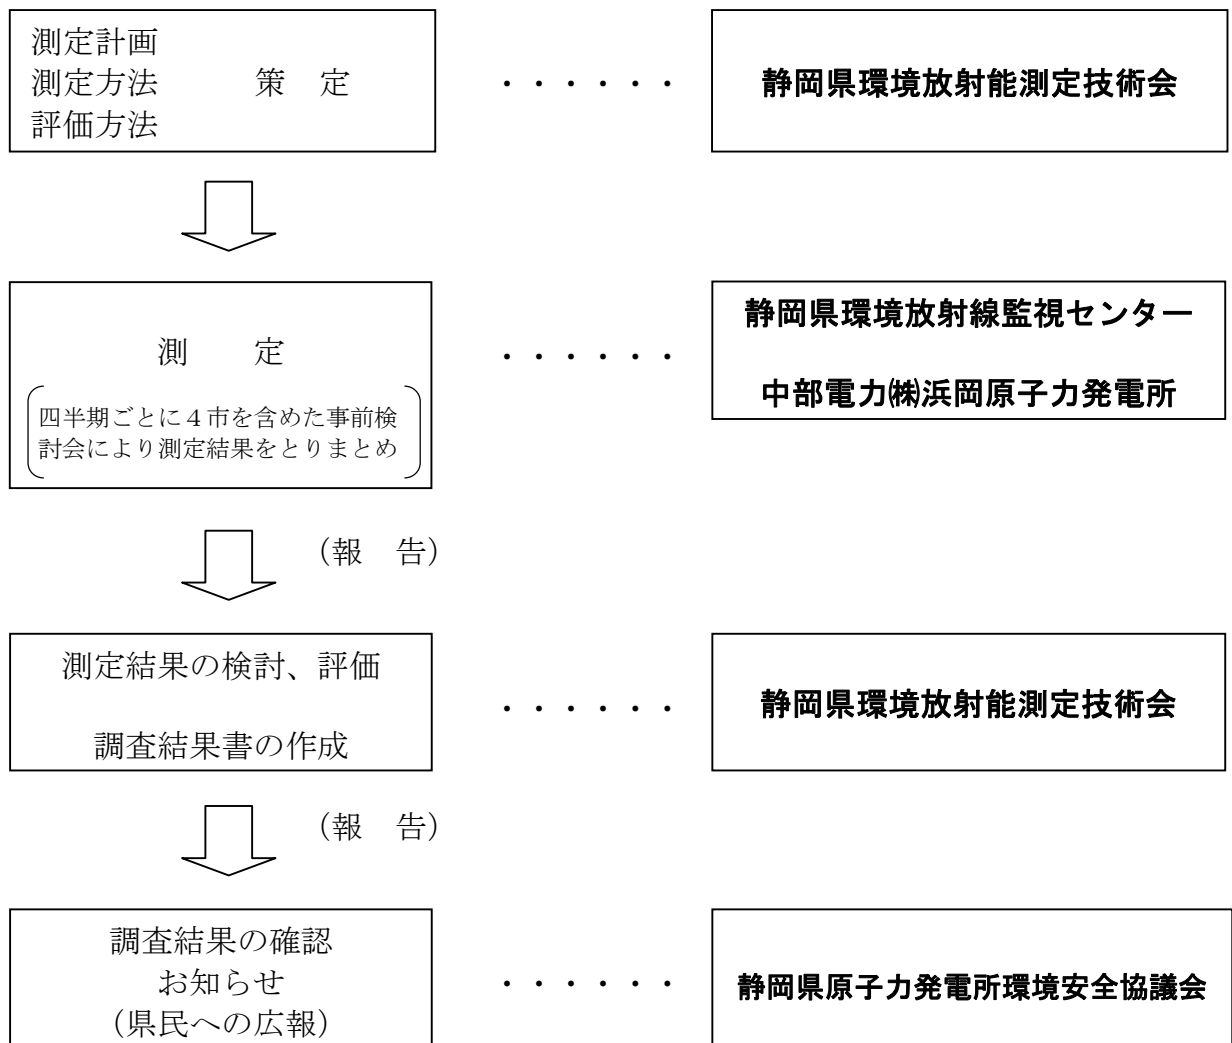 測定計画
測定方法　　　策　定　・・・・・・　静岡県環境放射能測定技術会
評価方法
静岡県環境放射線監視センター
測　　定　・・・・・・
中部電力㈱浜岡原子力発電所
四半期ごとに４市を含めた事前検
討会により測定結果をとりまとめ
（報　告）
測定結果の検討、評価
・・・・・・　静岡県環境放射能測定技術会
調査結果書の作成
（報　告）
調査結果の確認
お知らせ　・・・・・・　静岡県原子力発電所環境安全協議会
（県民への広報）